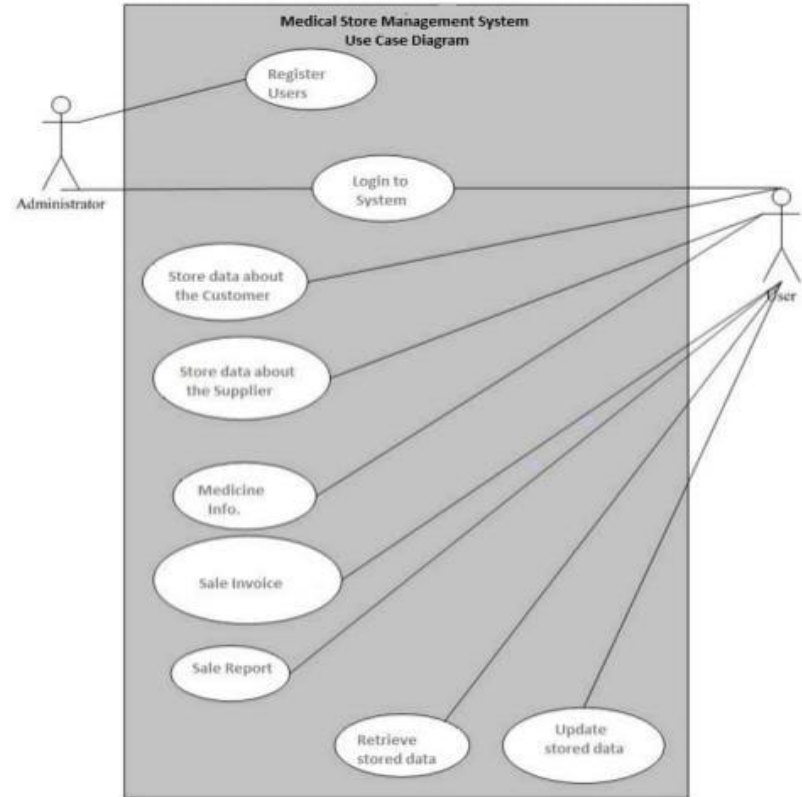 Medical Store Management System
Use Case Diagram
Register
Users
Administrator
Login to
System
User
Store data about
the Customer
Store data about
the Supplier
Medicine
Info.
Sale Invoice
Sale Report
Retrieve
stored data
Update
stored data